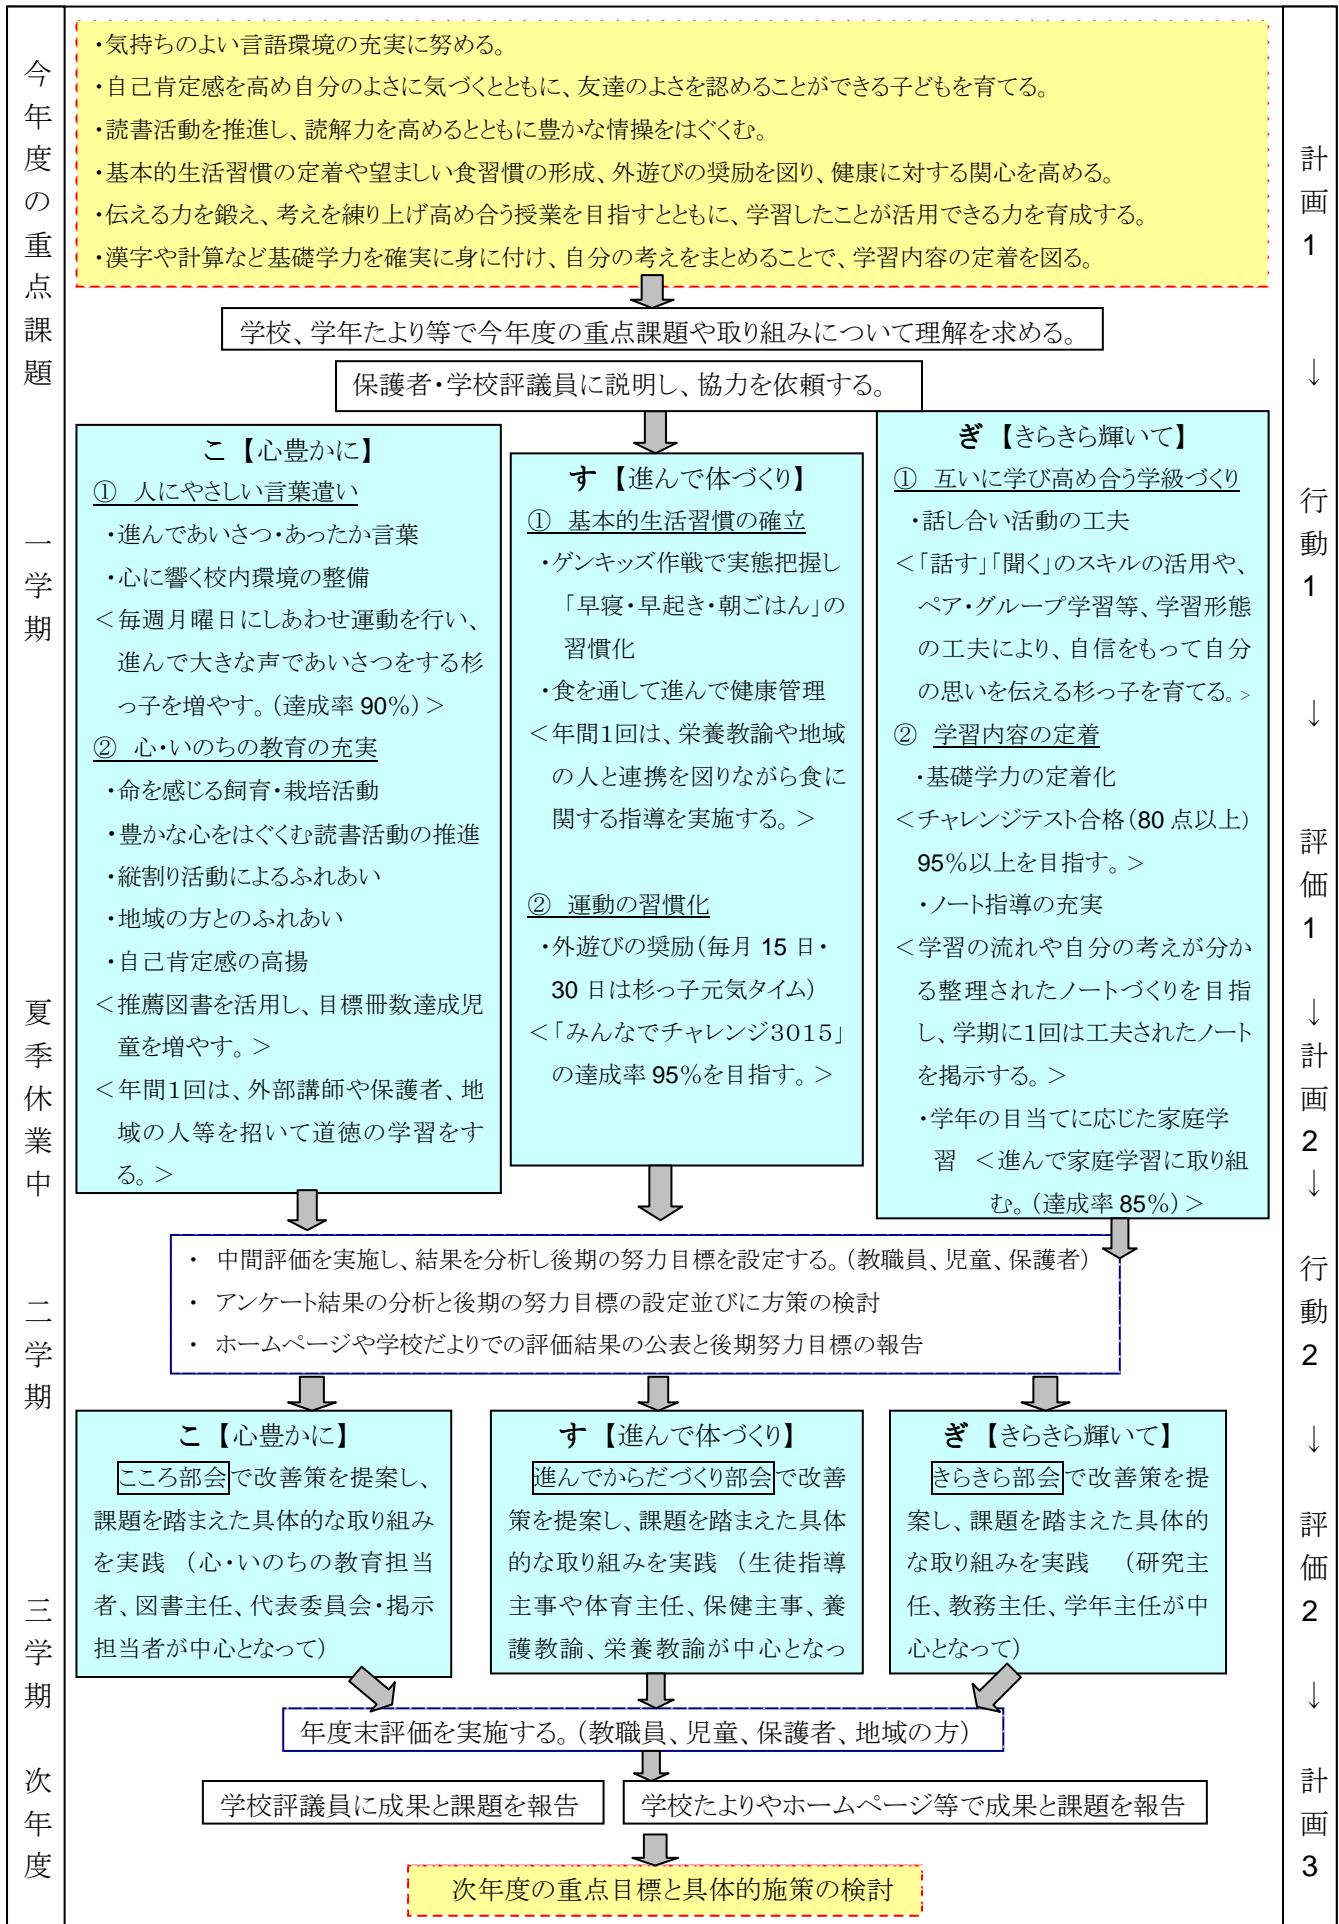 今年度の重点課題
・気持ちのよい言語環境の充実に努める。
・自己肯定感を高め自分のよさに気づくとともに、友達のよさを認めることができる子どもを育てる。
・読書活動を推進し、読解力を高めるとともに豊かな情操をはぐくむ。
・基本的生活習慣の定着や望ましい食習慣の形成、外遊びの奨励を図り、健康に対する関心を高める。
・伝える力を鍛え、考えを練り上げ高め合う授業を目指すとともに、学習したことが活用できる力を育成する。
・漢字や計算など基礎学力を確実に身に付け、自分の考えをまとめることで、学習内容の定着を図る。
計画1
↓
学校、学年たより等で今年度の重点課題や取り組みについて理解を求める。
保護者・学校評議員に説明し、協力を依頼する。
一学期
こ 【心豊かに】
① 人にやさしい言葉遣い
・進んであいさつ・あったか言葉
・心に響く校内環境の整備
＜毎週月曜日にしあわせ運動を行い、
進んで大きな声であいさつをする杉
っ子を増やす。（達成率 90%）＞
② 心・いのちの教育の充実
・命を感じる飼育・栽培活動
・豊かな心をはぐくむ読書活動の推進
・縦割り活動によるふれあい
・地域の方とのふれあい
・自己肯定感の高揚
＜推薦図書を活用し、目標冊数達成児
童を増やす。＞
＜年間1回は、外部講師や保護者、地
域の人等を招いて道徳の学習をす
る。＞
す 【進んで体づくり】
① 基本的生活習慣の確立
・ゲンキッズ作戦で実態把握し
「早寝・早起き・朝ごはん」の
習慣化
・食を通して進んで健康管理
＜年間1回は、栄養教諭や地域
の人と連携を図りながら食に
関する指導を実施する。＞
② 運動の習慣化
・外遊びの奨励（毎月 15 日・
30 日は杉っ子元気タイム）
＜「みんなでチャレンジ3015」
の達成率 95%を目指す。＞
ぎ 【きらきら輝いて】
① 互いに学び高め合う学級づくり
・話し合い活動の工夫
＜「話す」「聞く」のスキルの活用や、
ペア・グループ学習等、学習形態
の工夫により、自信をもって自分
の思いを伝える杉っ子を育てる。＞
② 学習内容の定着
・基礎学力の定着化
＜チャレンジテスト合格（80 点以上）
95%以上を目指す。＞
・ノート指導の充実
＜学習の流れや自分の考えが分か
る整理されたノートづくりを目指
し、学期に1回は工夫されたノート
を掲示する。＞
・学年の目当てに応じた家庭学
習 ＜進んで家庭学習に取り組
む。（達成率 85%）＞
行動1
↓
評価1
夏季休業中
↓
計画2
↓
・ 中間評価を実施し、結果を分析し後期の努力目標を設定する。（教職員、児童、保護者）
・ アンケート結果の分析と後期の努力目標の設定並びに方策の検討
・ ホームページや学校だよりでの評価結果の公表と後期努力目標の報告
二学期
行動2
↓
こ 【心豊かに】
こころ部会で改善策を提案し、
課題を踏まえた具体的な取り組み
を実践 （心・いのちの教育担当
者、図書主任、代表委員会・掲示
担当者が中心となって）
す 【進んで体づくり】
進んでからだづくり部会で改善
策を提案し、課題を踏まえた具体
的な取り組みを実践 （生徒指導
主事や体育主任、保健主事、養
護教諭、栄養教諭が中心となっ
ぎ 【きらきら輝いて】
きらきら部会で改善策を提
案し、課題を踏まえた具体的
な取り組みを実践 （研究主
任、教務主任、学年主任が中
心となって）
三学期
評価2
↓
年度末評価を実施する。（教職員、児童、保護者、地域の方）
学校評議員に成果と課題を報告
学校たよりやホームページ等で成果と課題を報告
次年度
計画3
次年度の重点目標と具体的施策の検討